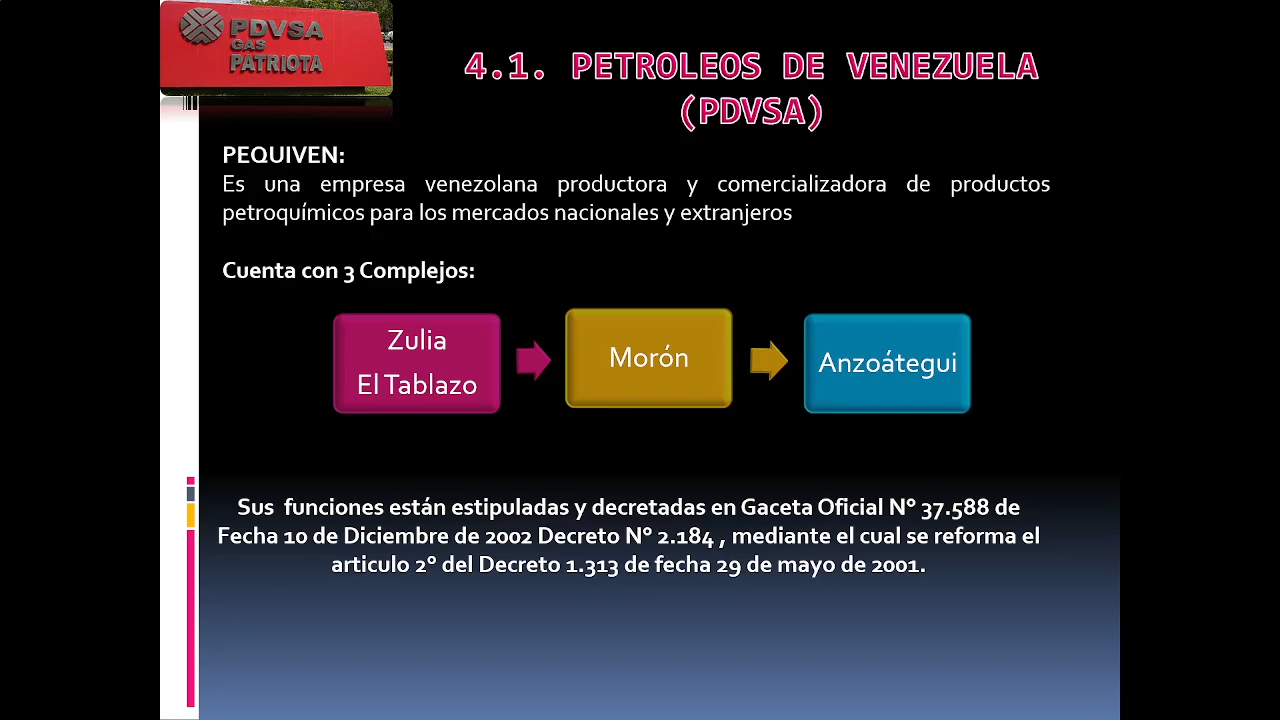 PDVSA
GAS
PATRIOTA
4.1. PETROLEOS DE VENEZUELA
(PDVSA)
PEQUIVEN:
Es una empresa venezolana productora y comercializadora de productos
petroquímicos para los mercados nacionales y extranjeros
Cuenta con 3 Complejos:
Zulia
El Tablazo
Morón
Anzoátegui
Sus funciones están estipuladas y decretadas en Gaceta Oficial Nº 37.588 de
Fecha 10 de Diciembre de 2002 Decreto Nº 2.184 , mediante el cual se reforma el
articulo 2º del Decreto 1.313 de fecha 29 de mayo de 2001.